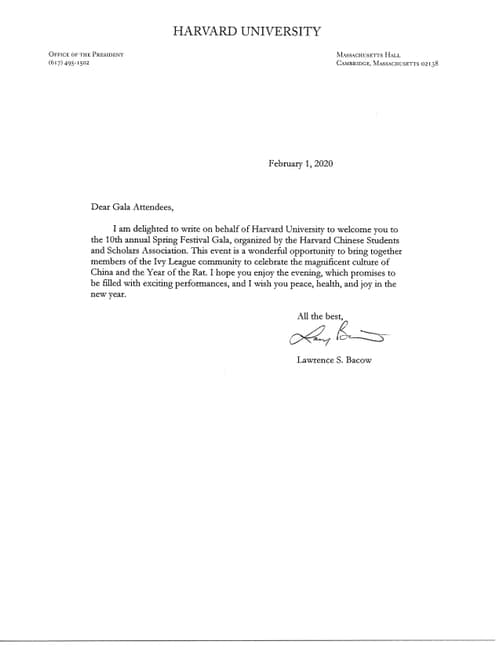 HARVARD UNIVERSITY
OFFICE OF THE PRESIDENT
(617) 495-1502
MASSACHUSETTS HALL
CAMBRIDGE, MASSACHUSETTS 02138
February 1, 2020
Dear Gala Attendees,
I am delighted to write on behalf of Harvard University to welcome you to
the 10th annual Spring Festival Gala, organized by the Harvard Chinese Students
and Scholars Association. This event is a wonderful opportunity to bring together
members of the Ivy League community to celebrate the magnificent culture of
China and the Year of the Rat. I hope you enjoy the evening, which promises to
be filled with exciting performances, and I wish you peace, health, and joy in the
new year.
All the best,
Larry B
Lawrence S. Bacow